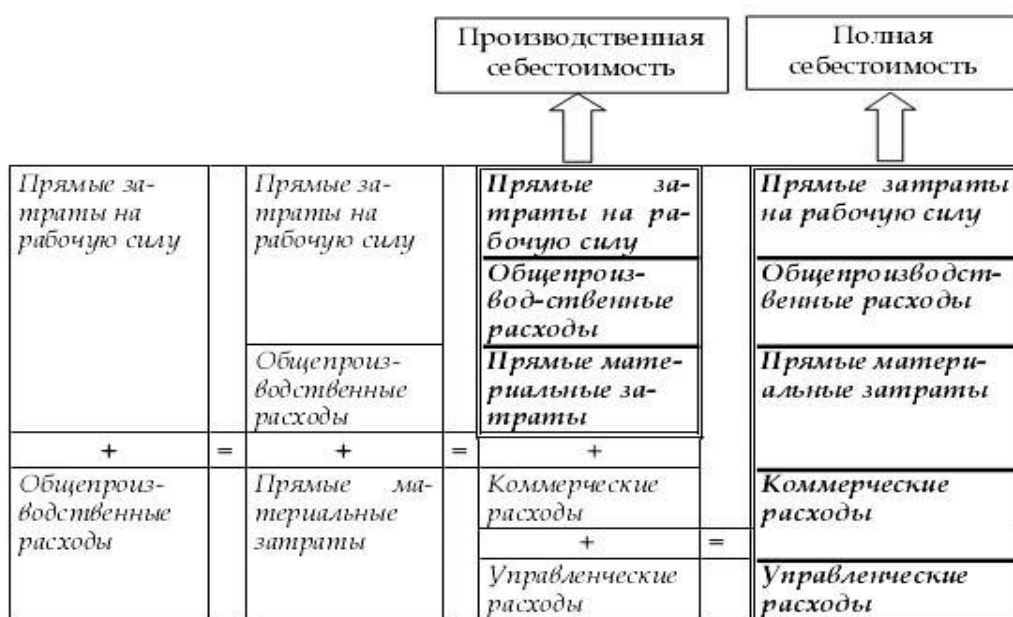 Производственная
себестоимость
Полная
себестоимость
Прямые за-
траты на
рабочую силу
Прямые за-
траты на
рабочую силу
Прямые за-
траты на ра-
бочую силу
Прямые затраты
на рабочую силу
Общепроиз-
вод-ственные
расходы
Общепроизводст-
венные расходы
Общепроиз-
водственные
расходы
Прямые мате-
риальные за-
траты
Прямые матери-
альные затраты
+ = + = +
Общепроиз-
водственные
расходы
Прямые ма-
териальные
затраты
Коммерческие
расходы
Коммерческие
расходы
+ =
Управленческие
расходы
Управленческие
расходы